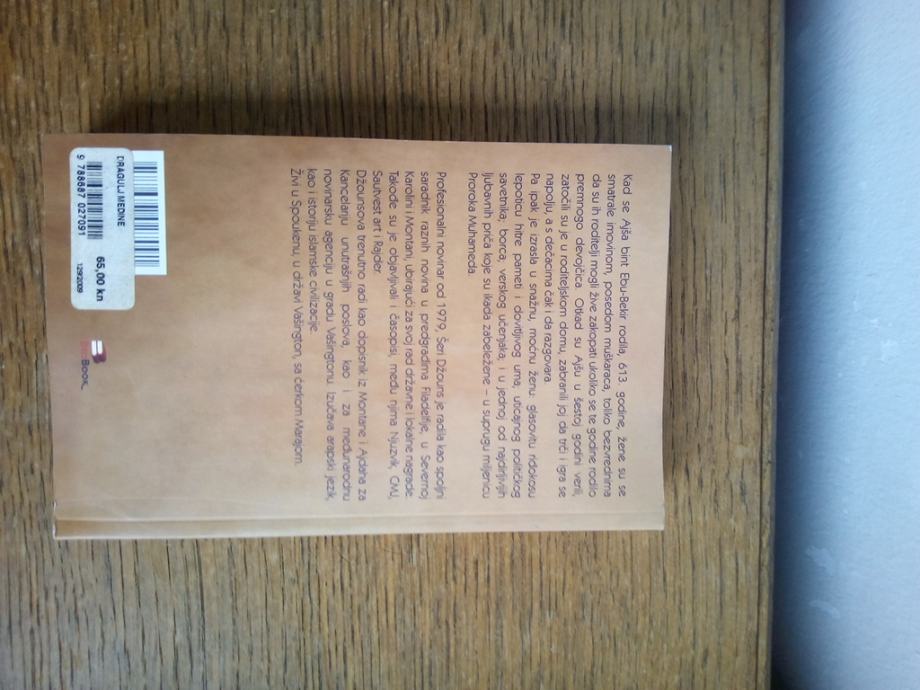 Kad se Ajša bint Ebu-Bekir rodila, 613. godine, žene su se
smatrale imovinom, posedom muškaraca, toliko bezvrednima
da su ih roditelji mogli žive zakopati ukoliko se te godine rodilo
premnogo devojčica. Otkad su Ajšu u šestoj godini verili,
zatočili su je u roditeljskom domu, zabranili joj da trči i igra se
napolju, a s dečacima čak i da razgovara.
Pa ipak je izrasla u snažnu, moćnu ženu: glasovitu riđokosu
lepoticu hitre pameti i dovitljivog uma, uticajnog političkog
savetnika, borca, verskog učenjaka, i u jednoj od najdirljivijih
ljubavnih priča koje su ikada zabeležene – u suprugu miljenicu
Proroka Muhameda.
Profesionalni novinar od 1979, Šeri Džouns je radila kao spoljni
saradnik raznih novina u predgrađima Filadelfije, u Severnoj
Karolini i Montani, ubirajući za svoj rad državne i lokalne nagrade.
Takođe su je objavljivali i časopisi, među njima Njuzvik, CMJ,
Sautvest art i Rajder.
Džounsova trenutno radi kao dopisnik iz Montane i Ajdaha za
Kancelariju unutrašnjih poslova, kao i za međunarodnu
novinarsku agenciju u gradu Vašingtonu. Izučava arapski jezik,
kao i istoriju islamske civilizacije.
Živi u Spoukenu, u državi Vašington, sa ćerkom Marajom.
DRAGULJ MEDINE
65,00 kn
9 788687 027091
129/2009
Book